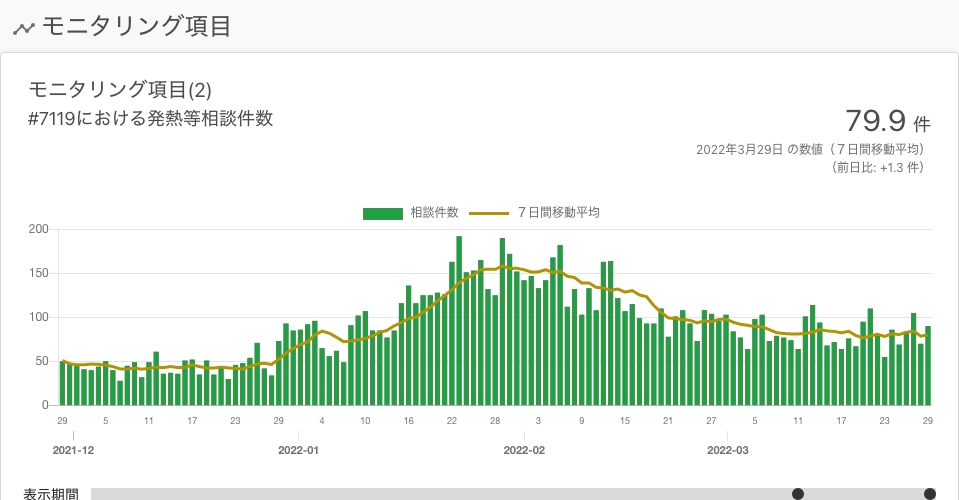 モニタリング項目
モニタリング項目(2)
#7119における発熱等相談件数
79.9 件
2022年3月29日 の数値（７日間移動平均）
（前日比: +1.3 件）
相談件数 ７日間移動平均
200
150
100
50
0
29 5 11 17 23 29 4 10 16 22 28 3 9 15 21 27 5 11 17 23 29
2021-12 2022-01 2022-02 2022-03
表示期間